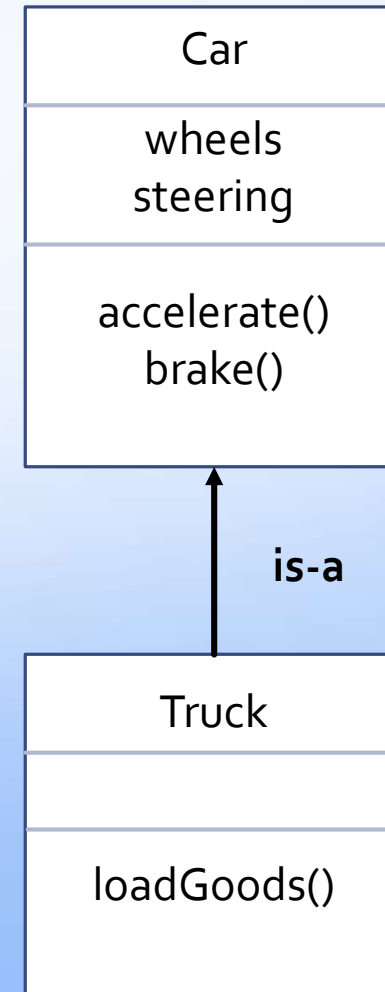 Car
wheels
steering
accelerate()
brake()
is-a
Truck
loadGoods()